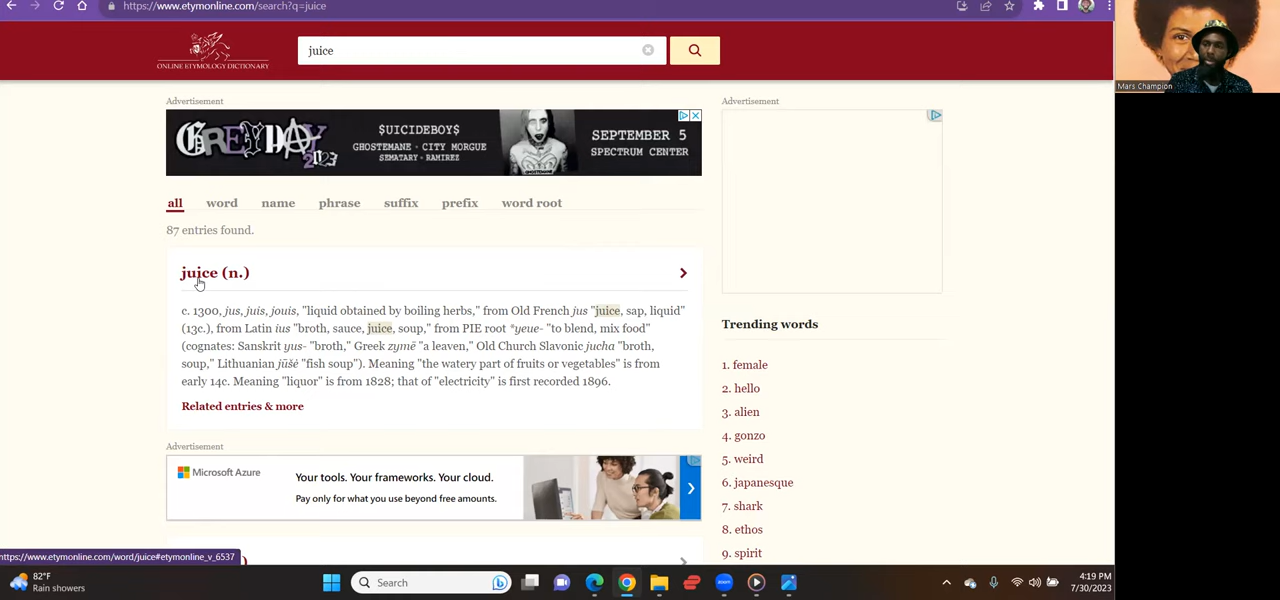 https://www.etymonline.com/search?q=juice
ONLINE ETYMOLOGY DICTIONARY
juice
Mars Champion
Advertisement
GREY DAY
2023
$UICIDEBOY$
GHOSTEMANE · CITY MORGUE
SEMATARY · RAMIREZ
SEPTEMBER 5
SPECTRUM CENTER
Advertisement
all word name phrase suffix prefix word root
87 entries found.
juice (n.)
c. 1300, jus, juis, jouis, "liquid obtained by boiling herbs," from Old French jus "juice, sap, liquid"
(13c.), from Latin ius "broth, sauce, juice, soup," from PIE root *yeue- "to blend, mix food"
(cognates: Sanskrit yus- "broth," Greek zymē "a leaven," Old Church Slavonic jucha "broth,
soup," Lithuanian jūšė "fish soup"). Meaning "the watery part of fruits or vegetables" is from
early 14c. Meaning "liquor" is from 1828; that of "electricity" is first recorded 1896.
Related entries & more
Trending words
1. female
2. hello
3. alien
4. gonzo
5. weird
6. japanesque
7. shark
8. ethos
9. spirit
Advertisement
Microsoft Azure
Your tools. Your frameworks. Your cloud.
Pay only for what you use beyond free amounts.
https://www.etymonline.com/word/juice#etymonline_v_6537
82°F
Rain showers
Search
zoom
4:19 PM
7/30/2023